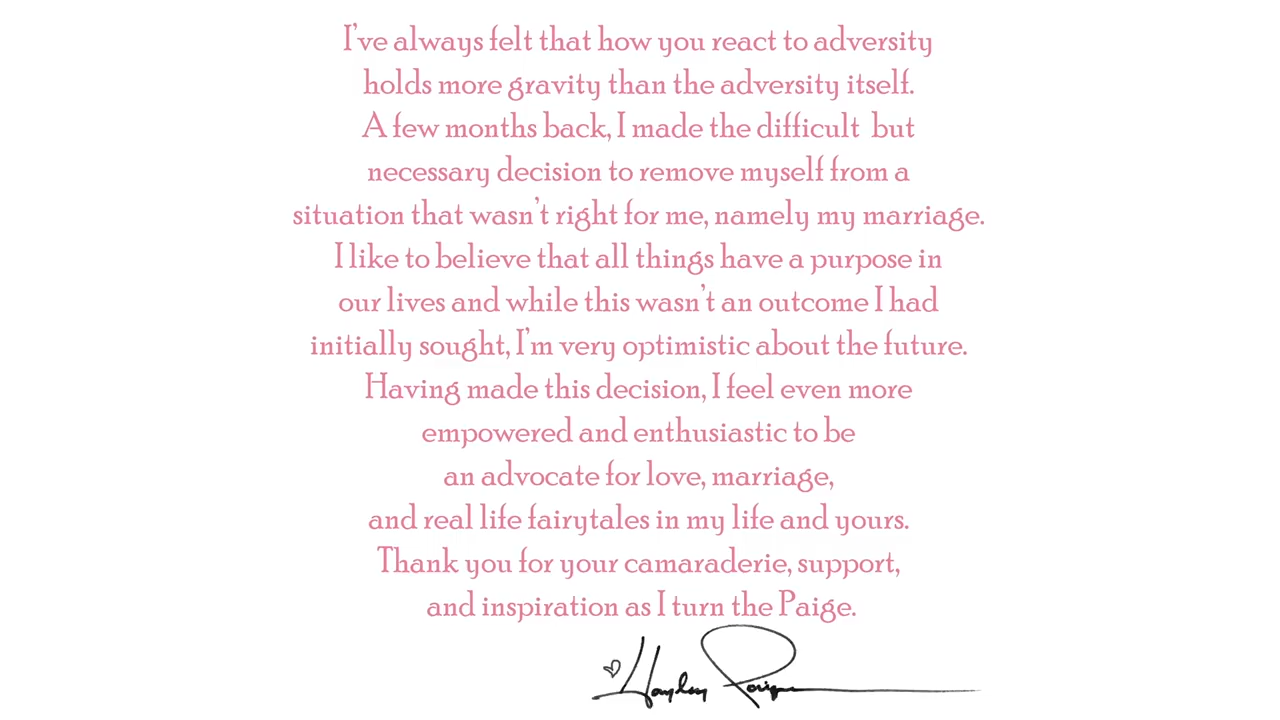 I've always felt that how you react to adversity
holds more gravity than the adversity itself.
A few months back, I made the difficult but
necessary decision to remove myself from a
situation that wasn't right for me, namely my marriage.
I like to believe that all things have a purpose in
our lives and while this wasn't an outcome I had
initially sought, I'm very optimistic about the future.
Having made this decision, I feel even more
empowered and enthusiastic to be
an advocate for love, marriage,
and real life fairytales in my life and yours.
Thank you for your camaraderie, support,
and inspiration as I turn the Paige.
Hayley Paige